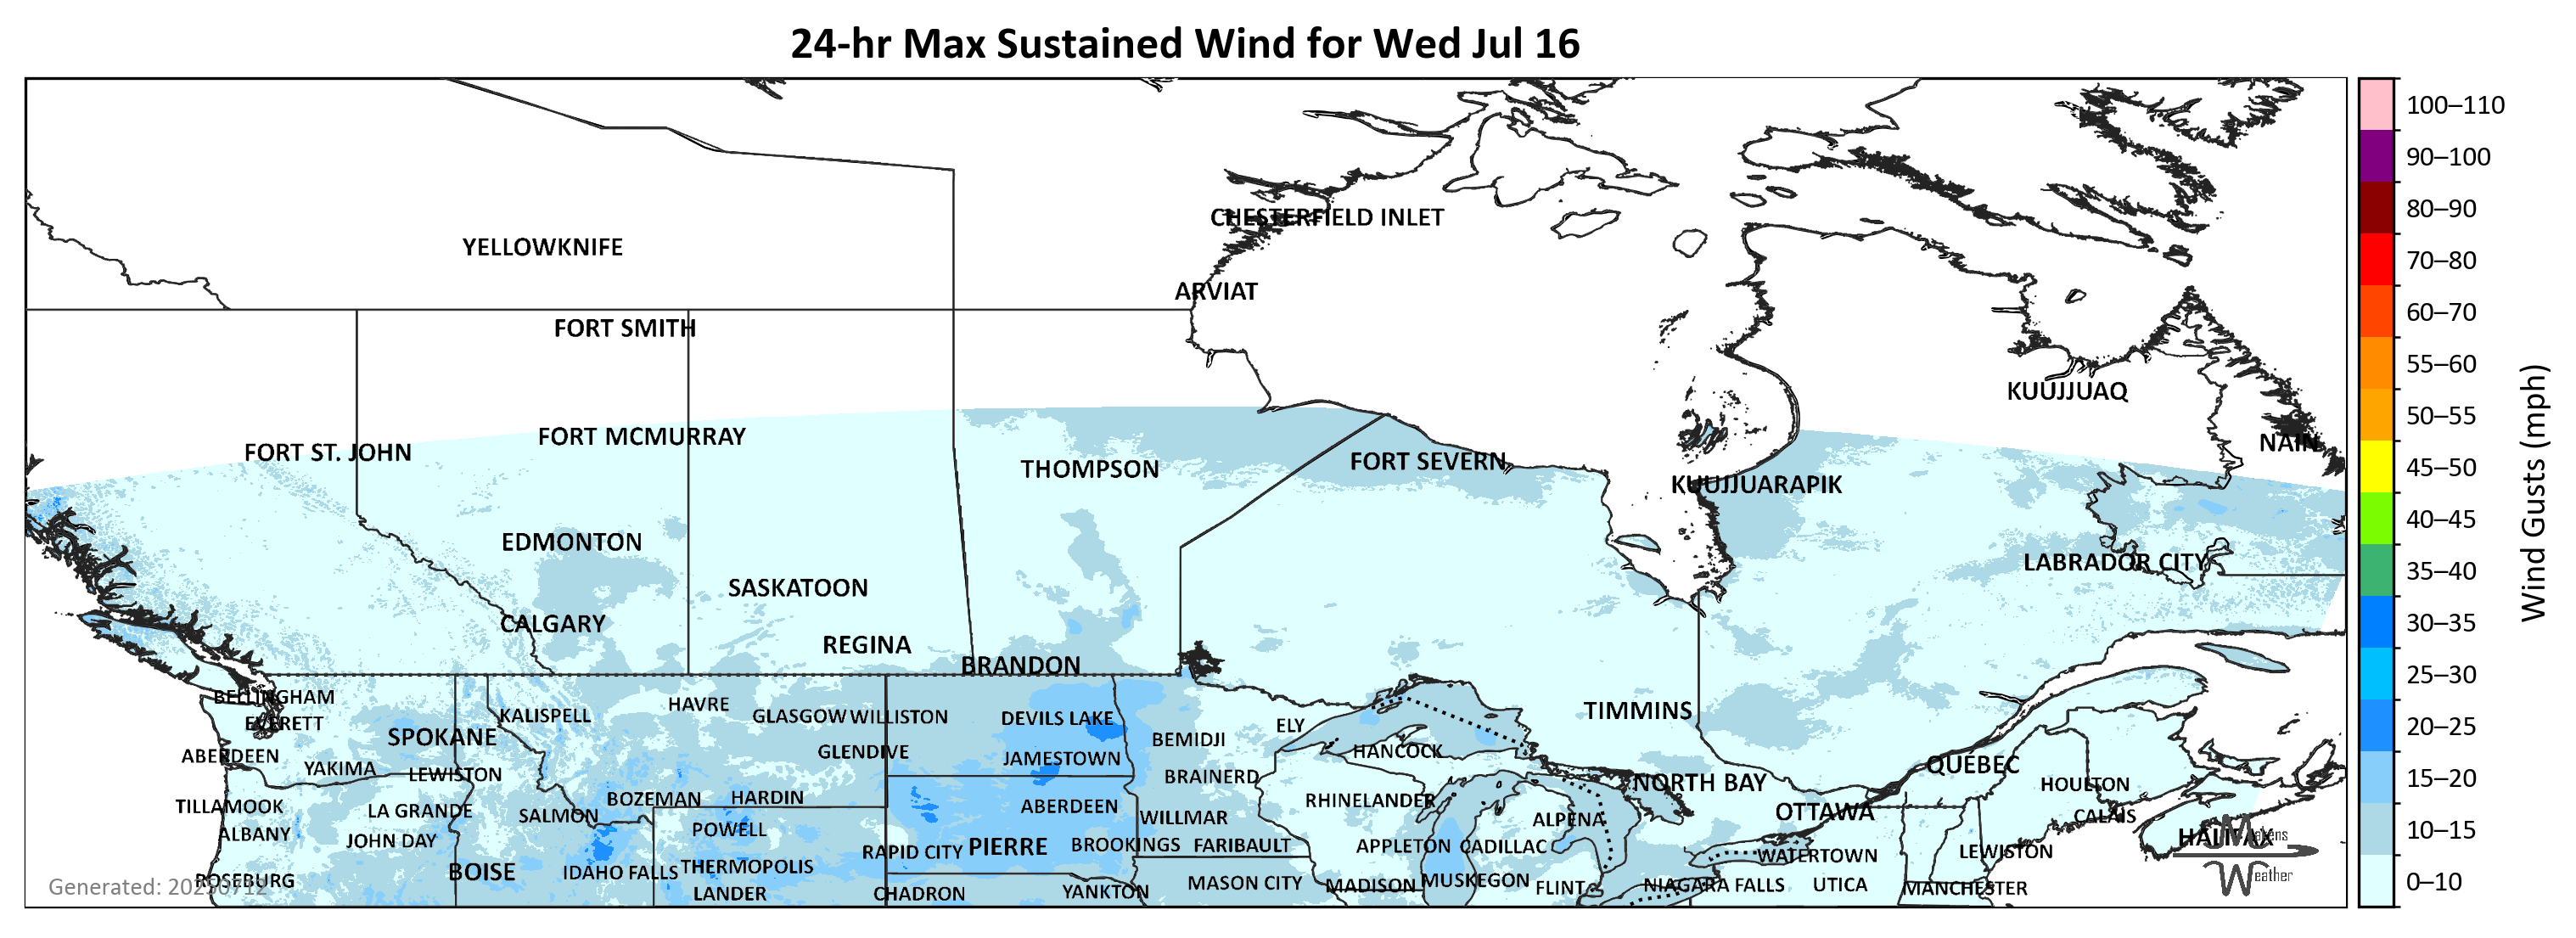 24-hr Max Sustained Wind for Wed Jul 16
100–110
90–100
CHESTERFIELD INLET
80–90
YELLOWKNIFE
70–80
ARVIAT
60–70
FORT SMITH
55–60
KUUJJUAQ
50–55
FORT MCMURRAY
NAIN
FORT ST. JOHN
FORT SEVERN
45–50
THOMPSON
KUUJJUARAPIK
Wind Gusts (mph)
40–45
EDMONTON
LABRADOR CITY
35–40
SASKATOON
CALGARY
30–35
REGINA
BRANDON
25–30
BELLINGHAM
HAVRE
TIMMINS
KALISPELL
GLASGOW
WILLISTON
DEVILS LAKE
EVERETT
ELY
20–25
SPOKANE
BEMIDJI
ABERDEEN
GLENDIVE
HANCOCK
JAMESTOWN
QUÉBEC
YAKIMA
LEWISTON
BRAINERD
15–20
NORTH BAY
HOULTON
BOZEMAN
HARDIN
RHINELANDER
TILLAMOOK
LA GRANDE
ABERDEEN
SALMON
WILLMAR
OTTAWA
CALAIS
ALPENA
10–15
ALBANY
POWELL
JOHN DAY
HALIFAX
Makens
PIERRE
BROOKINGS
FARIBAULT
APPLETON
CADILLAC
RAPID CITY
LEWISTON
WATERTOWN
THERMOPOLIS
BOISE
IDAHO FALLS
Weather
ROSEBURG
MUSKEGON
0–10
MASON CITY
MADISON
FLINT
NIAGARA FALLS
UTICA
MANCHESTER
Generated: 20250712
LANDER
CHADRON
YANKTON